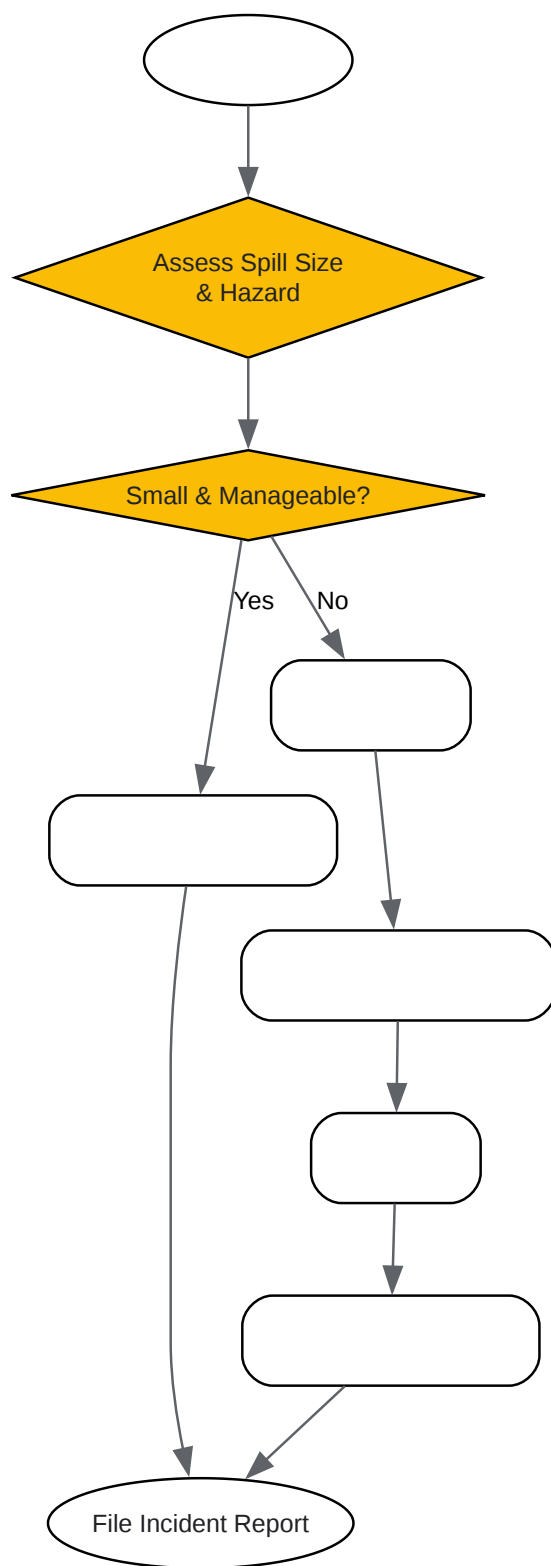 Assess Spill Size
& Hazard
Small & Manageable?
Yes
No
File Incident Report